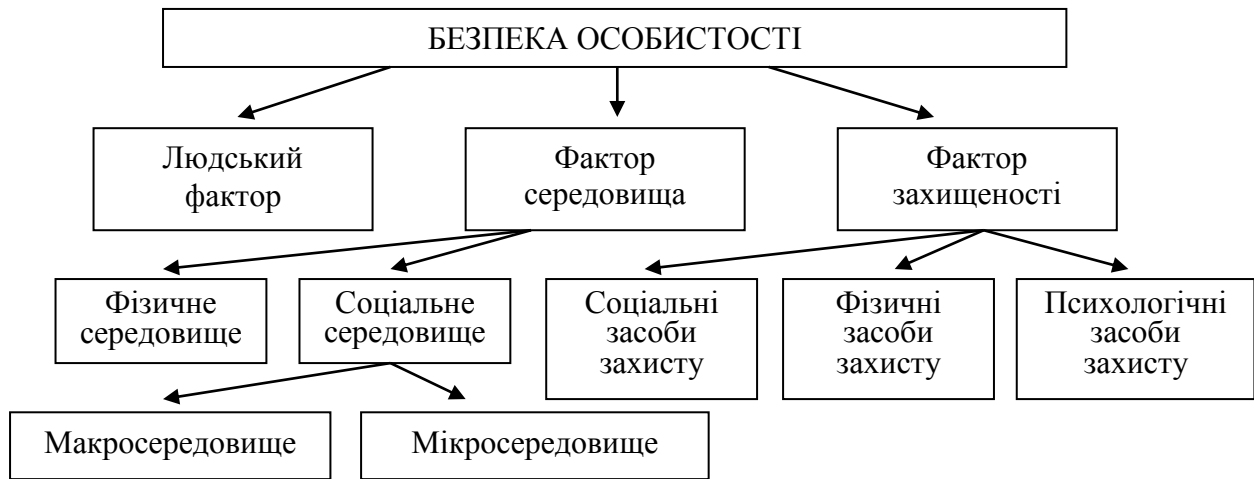 БЕЗПЕКА ОСОБИСТОСТІ
Людський
фактор
Фактор
середовища
Фактор
захищеності
Фізичне
середовище
Соціальне
середовище
Соціальні
засоби
захисту
Фізичні
засоби
захисту
Психологічні
засоби
захисту
Макросередовище
Мікросередовище